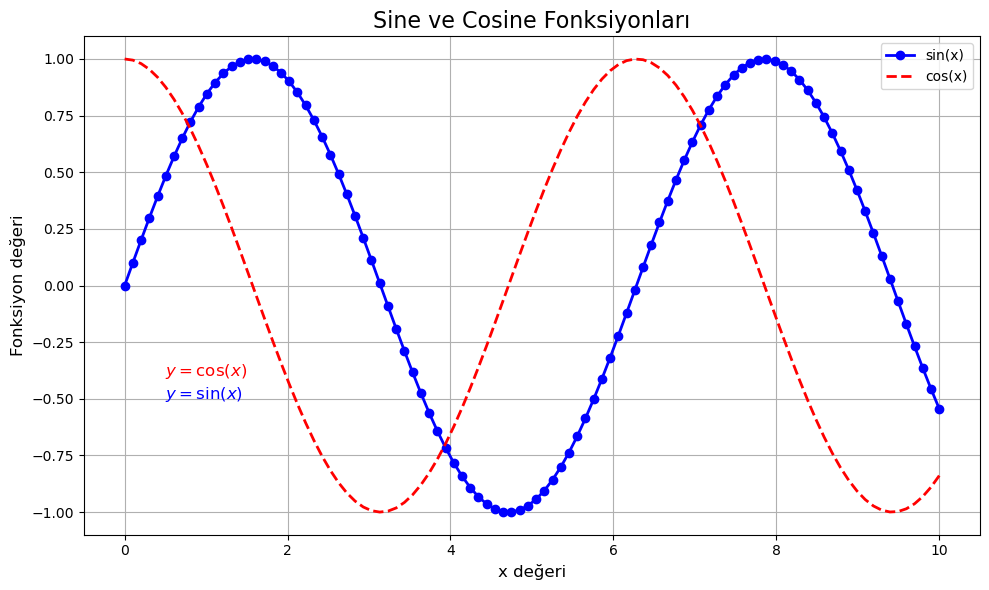 Sine ve Cosine Fonksiyonları
sin(x)
cos(x)
Fonksiyon değeri
1.00
0.75
0.50
0.25
0.00
−0.25
−0.50
−0.75
−1.00
y = cos(x)
y = sin(x)
0 2 4 6 8 10
x değeri